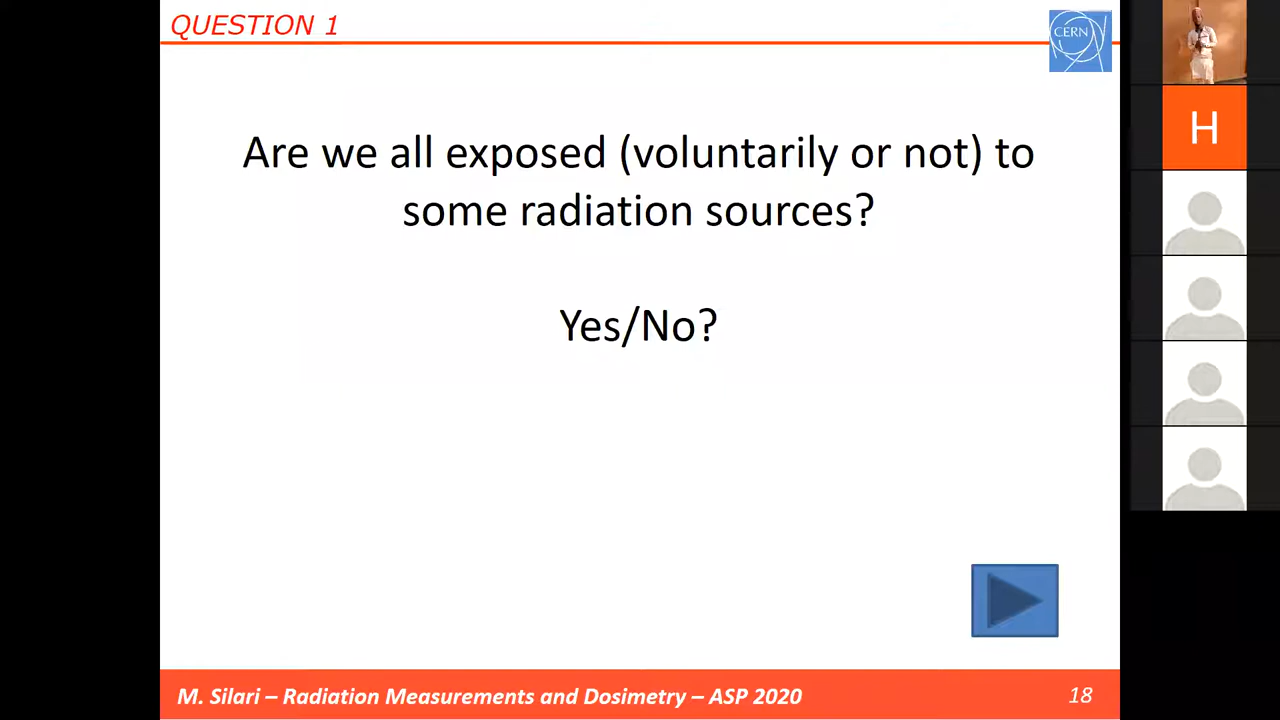 QUESTION 1
CERN
H
Are we all exposed (voluntarily or not) to
some radiation sources?
Yes/No?
M. Silari – Radiation Measurements and Dosimetry – ASP 2020
18